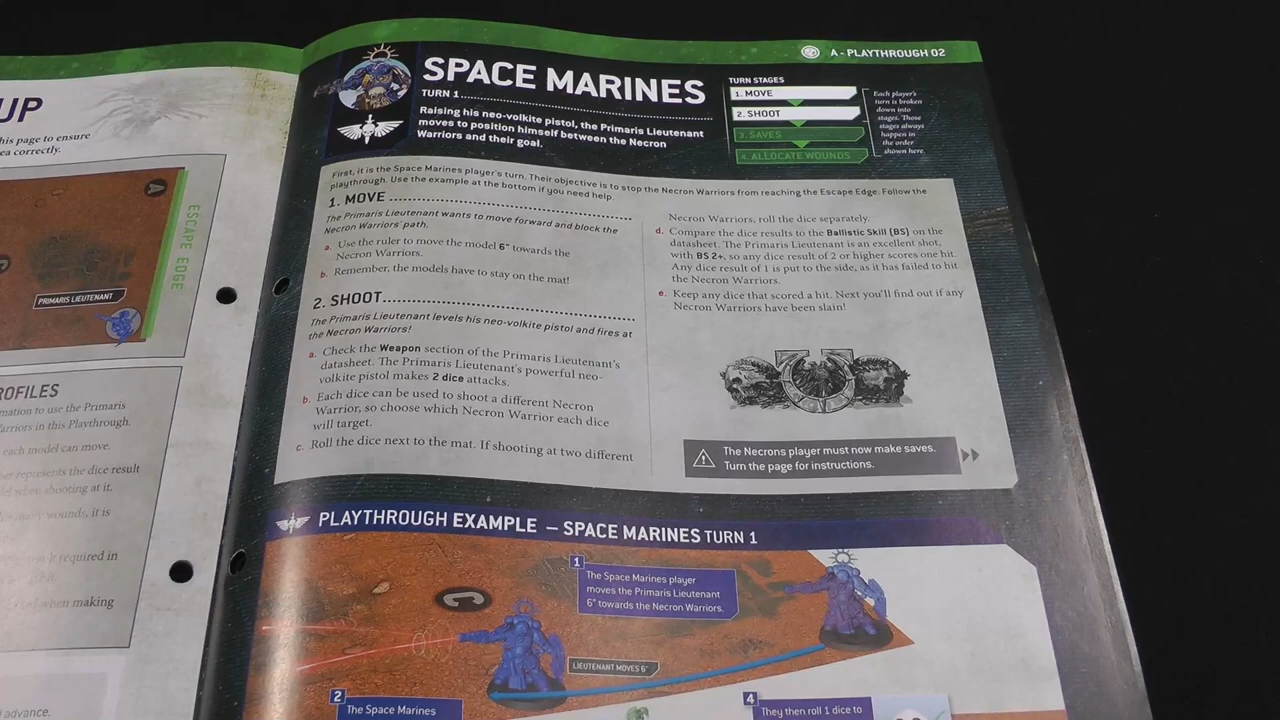 UP
his page to ensure
ea correctly.
A
ESCAPE EDGE
PRIMARIS LIEUTENANT
ROFILES
mation to use the Primaris
arriors in this Playthrough.
each model can move.
represents the dice result
when shooting at it.
wounds, it is
required in
when making
advance.
A - PLAYTHROUGH 02
SPACE MARINES
TURN 1
Raising his neo-volkite pistol, the Primaris Lieutenant
moves to position himself between the Necron
Warriors and their goal.
TURN STAGES
1. MOVE
2. SHOOT
3. SAVES
4. ALLOCATE WOUNDS
Each player's
turn is broken
down into
stages. Those
stages always
happen in
the order
shown here.
First, it is the Space Marines player's turn. Their objective is to stop the Necron Warriors from reaching the Escape Edge. Follow the
playthrough. Use the example at the bottom if you need help.
1. MOVE
The Primaris Lieutenant wants to move forward and block the
Necron Warriors' path.
a. Use the ruler to move the model 6" towards the
Necron Warriors.
b. Remember, the models have to stay on the mat!
2. SHOOT
The Primaris Lieutenant levels his neo-volkite pistol and fires at
the Necron Warriors!
a. Check the Weapon section of the Primaris Lieutenant's
datasheet. The Primaris Lieutenant's powerful neo-
volkite pistol makes 2 dice attacks.
b. Each dice can be used to shoot a different Necron
Warrior, so choose which Necron Warrior each dice
will target.
c. Roll the dice next to the mat. If shooting at two different
Necron Warriors, roll the dice separately.
d. Compare the dice results to the Ballistic Skill (BS) on the
datasheet. The Primaris Lieutenant is an excellent shot,
with BS 2+, so any dice result of 2 or higher scores one hit.
Any dice result of 1 is put to the side, as it has failed to hit
the Necron Warriors.
e. Keep any dice that scored a hit. Next you'll find out if any
Necron Warriors have been slain!
The Necrons player must now make saves.
Turn the page for instructions.
PLAYTHROUGH EXAMPLE – SPACE MARINES TURN 1
1
The Space Marines player
moves the Primaris Lieutenant
6" towards the Necron Warriors.
C
LIEUTENANT MOVES 6"
2
The Space Marines
4
They then roll 1 dice to